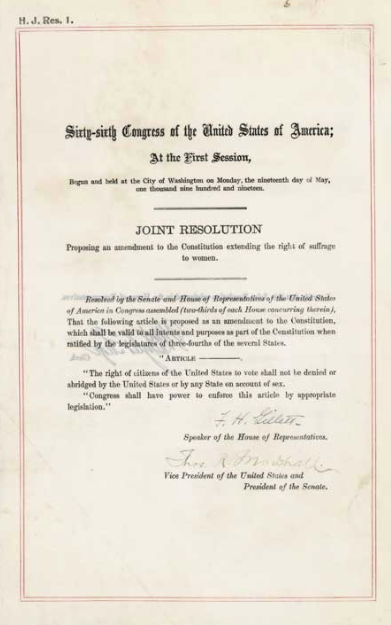 H. J. Res. 1.
Sixty-sixth Congress of the United States of America;
At the First Session,
Begun and held at the City of Washington on Monday, the nineteenth day of May,
one thousand nine hundred and nineteen.
JOINT RESOLUTION
Proposing an amendment to the Constitution extending the right of suffrage
to women.
Resolved by the Senate and House of Representatives of the United States
of America in Congress assembled (two-thirds of each House concurring therein),
That the following article is proposed as an amendment to the Constitution,
which shall be valid to all intents and purposes as part of the Constitution when
ratified by the legislatures of three-fourths of the several States.
"ARTICLE ————.
"The right of citizens of the United States to vote shall not be denied or
abridged by the United States or by any State on account of sex.
"Congress shall have power to enforce this article by appropriate
legislation."
F. H. Gillett
Speaker of the House of Representatives.
Thos. R. Marshall
Vice President of the United States and
President of the Senate.